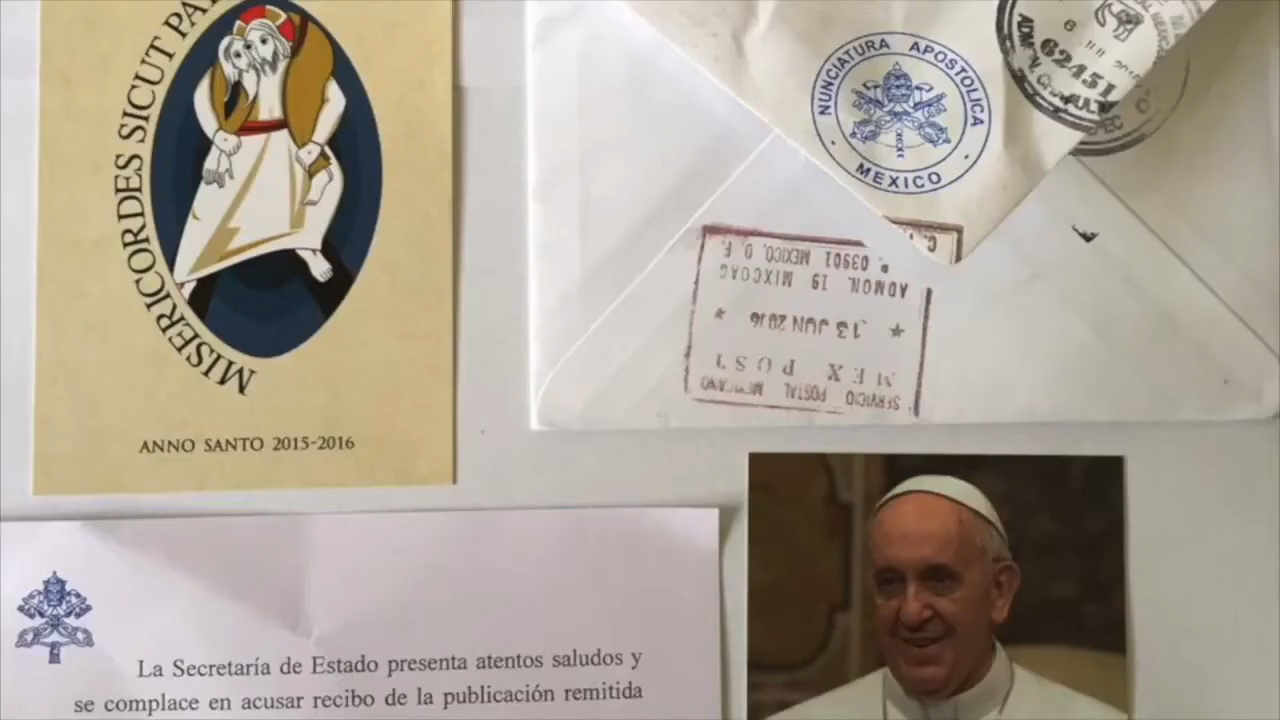 MISERICORDES SICUT PA
ANNO SANTO 2015-2016
NUNCIATURA APOSTOLICA
MEXICO
6 JU
62451
SERVICIO POSTAL MEXICANO
MEX POST
★ 13 JUN 2016 ★
ADMON. 19 MIXCOAC
03901 MEXICO, D. F.
La Secretaría de Estado presenta atentos saludos y
se complace en acusar recibo de la publicación remitida